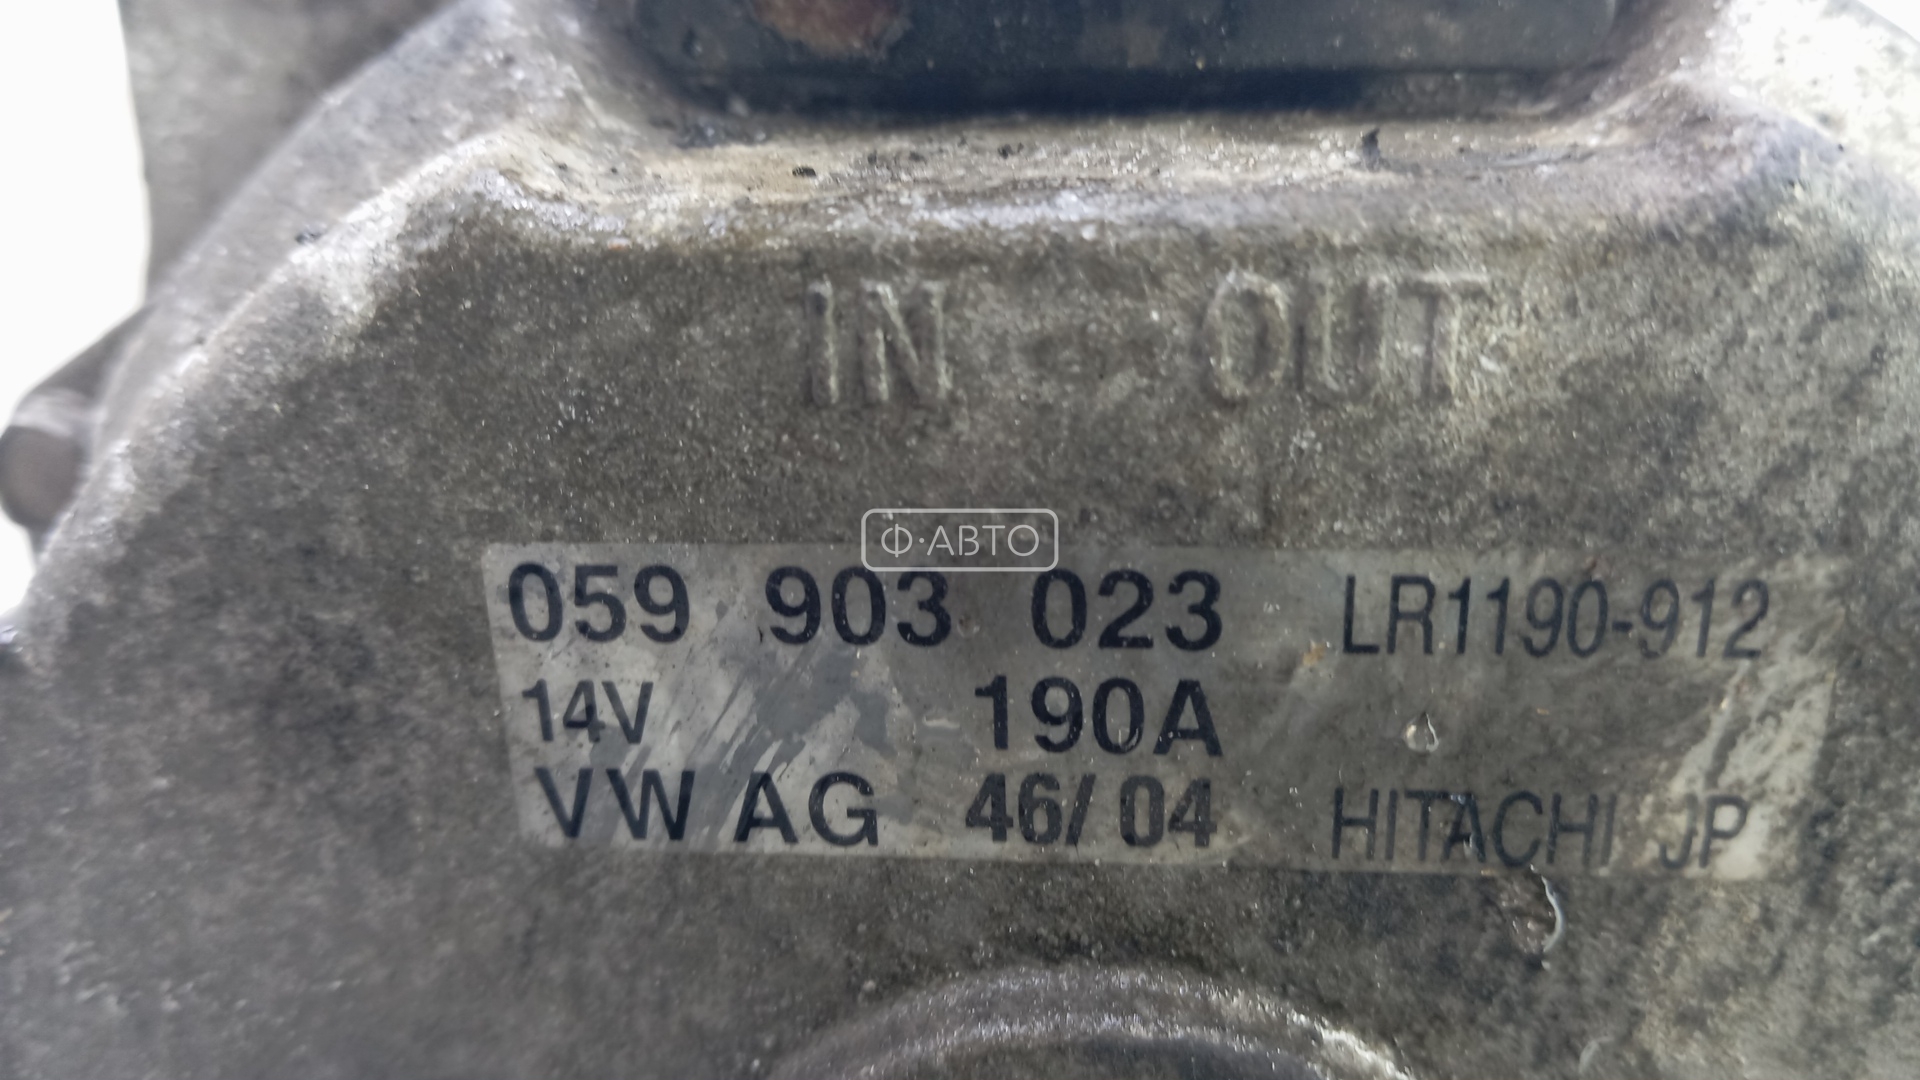 IN OUT
Ф·АВТО
059 903 023 LR1190-912
14V 190A
VW AG 46/04 HITACHI JP